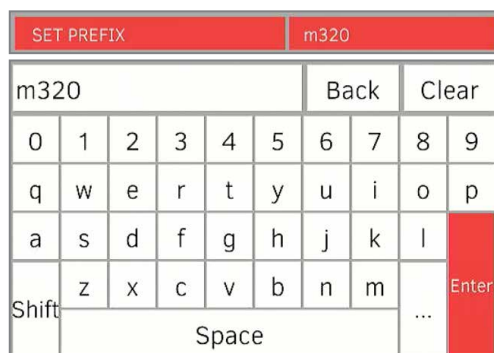 SET PREFIX m320
m320 Back Clear
0 1 2 3 4 5 6 7 8 9
q w e r t y u i o p
a s d f g h j k l
Shift z x c v b n m ... Enter
Space